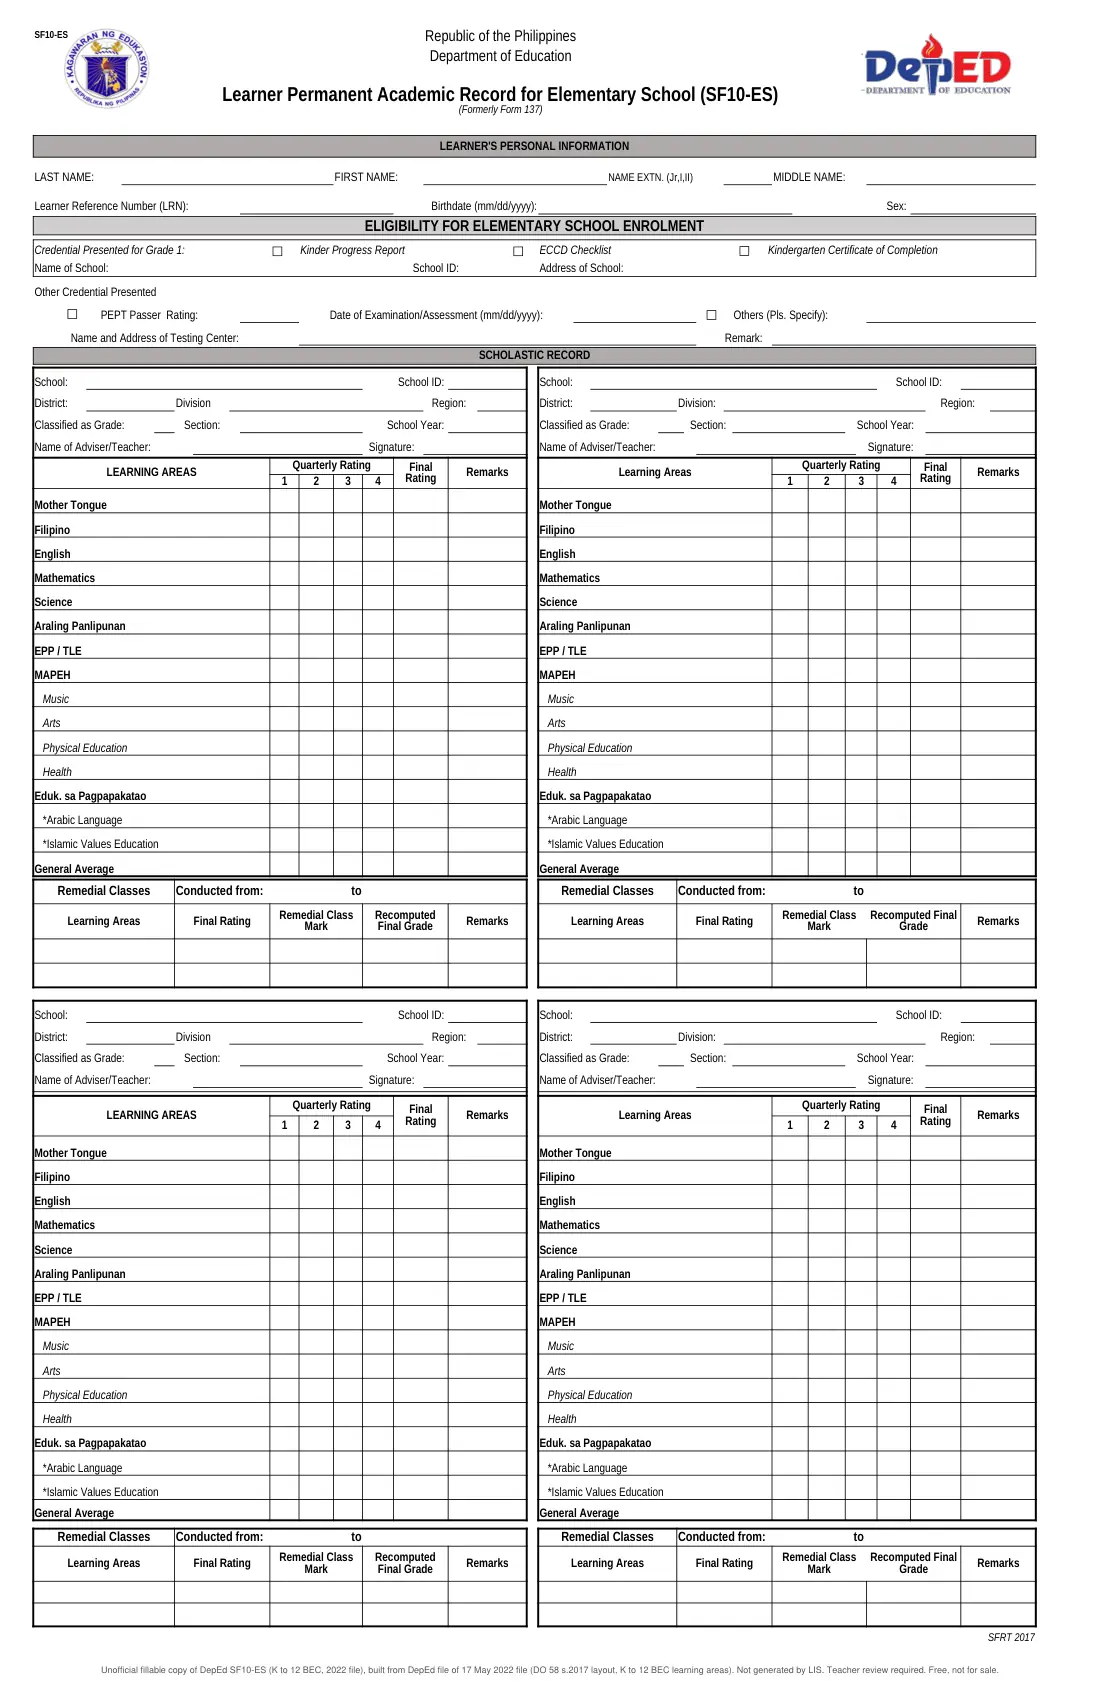 SF10-ES
KAGAWARAN NG EDUKASYON
REPUBLIKA NG PILIPINAS
Republic of the Philippines
Department of Education
DepED
DEPARTMENT OF EDUCATION
Learner Permanent Academic Record for Elementary School (SF10-ES)
(Formerly Form 137)
LEARNER'S PERSONAL INFORMATION
LAST NAME: FIRST NAME: NAME EXTN. (Jr,I,II) MIDDLE NAME:
Learner Reference Number (LRN): Birthdate (mm/dd/yyyy): Sex:
ELIGIBILITY FOR ELEMENTARY SCHOOL ENROLMENT
Credential Presented for Grade 1: ☐ Kinder Progress Report ☐ ECCD Checklist ☐ Kindergarten Certificate of Completion
Name of School: School ID: Address of School:
Other Credential Presented
☐ PEPT Passer Rating: Date of Examination/Assessment (mm/dd/yyyy): ☐ Others (Pls. Specify):
Name and Address of Testing Center: Remark:
SCHOLASTIC RECORD
School: School ID: School: School ID:
District: Division Region: District: Division: Region:
Classified as Grade: Section: School Year: Classified as Grade: Section: School Year:
Name of Adviser/Teacher: Signature: Name of Adviser/Teacher: Signature:
LEARNING AREAS Quarterly Rating Final Rating Remarks Learning Areas Quarterly Rating Final Rating Remarks
1 2 3 4 1 2 3 4
Mother Tongue Mother Tongue
Filipino Filipino
English English
Mathematics Mathematics
Science Science
Araling Panlipunan Araling Panlipunan
EPP / TLE EPP / TLE
MAPEH MAPEH
Music Music
Arts Arts
Physical Education Physical Education
Health Health
Eduk. sa Pagpapakatao Eduk. sa Pagpapakatao
*Arabic Language *Arabic Language
*Islamic Values Education *Islamic Values Education
General Average General Average
Remedial Classes Conducted from: to Remedial Classes Conducted from: to
Learning Areas Final Rating Remedial Class Mark Recomputed Final Grade Remarks Learning Areas Final Rating Remedial Class Mark Recomputed Final Grade Remarks
School: School ID: School: School ID:
District: Division Region: District: Division: Region:
Classified as Grade: Section: School Year: Classified as Grade: Section: School Year:
Name of Adviser/Teacher: Signature: Name of Adviser/Teacher: Signature:
LEARNING AREAS Quarterly Rating Final Rating Remarks Learning Areas Quarterly Rating Final Rating Remarks
1 2 3 4 1 2 3 4
Mother Tongue Mother Tongue
Filipino Filipino
English English
Mathematics Mathematics
Science Science
Araling Panlipunan Araling Panlipunan
EPP / TLE EPP / TLE
MAPEH MAPEH
Music Music
Arts Arts
Physical Education Physical Education
Health Health
Eduk. sa Pagpapakatao Eduk. sa Pagpapakatao
*Arabic Language *Arabic Language
*Islamic Values Education *Islamic Values Education
General Average General Average
Remedial Classes Conducted from: to Remedial Classes Conducted from: to
Learning Areas Final Rating Remedial Class Mark Recomputed Final Grade Remarks Learning Areas Final Rating Remedial Class Mark Recomputed Final Grade Remarks
SFRT 2017
Unofficial fillable copy of DepEd SF10-ES (K to 12 BEC, 2022 file), built from DepEd file of 17 May 2022 file (DO 58 s.2017 layout, K to 12 BEC learning areas). Not generated by LIS. Teacher review required. Free, not for sale.